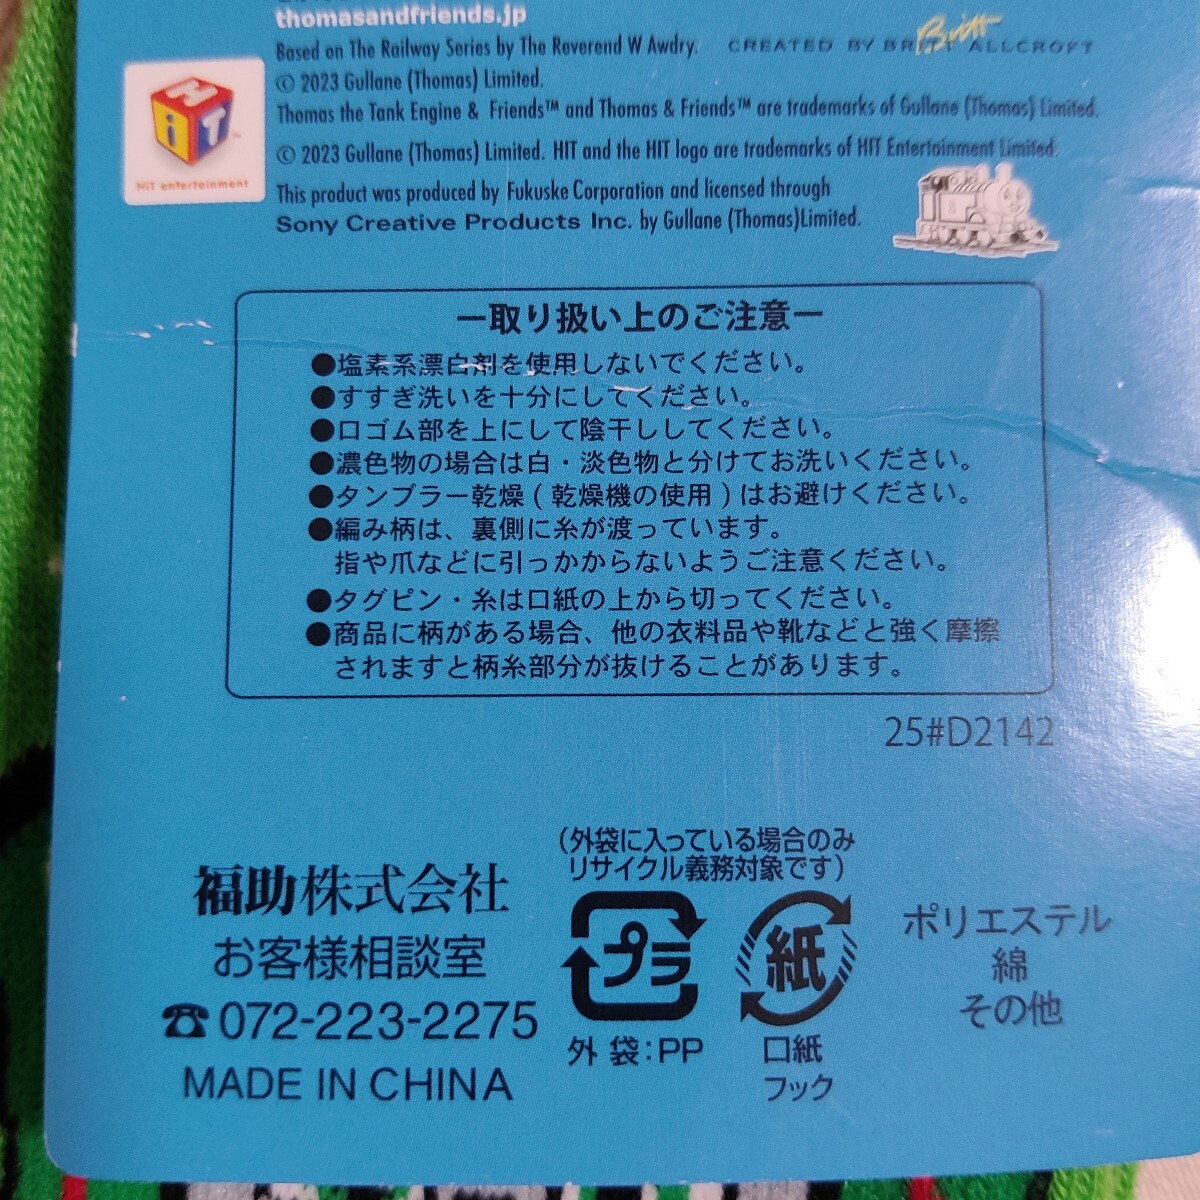 thomasandfriends.jp
Based on The Railway Series by The Reverend W Awdry.
CREATED BY BRITT ALLCROFT
Britt
© 2023 Gullane (Thomas) Limited.
Thomas the Tank Engine & Friends™ and Thomas & Friends™ are trademarks of Gullane (Thomas) Limited.
© 2023 Gullane (Thomas) Limited. HIT and the HIT logo are trademarks of HIT Entertainment Limited.
HiT™
HiT entertainment
This product was produced by Fukuske Corporation and licensed through
Sony Creative Products Inc. by Gullane (Thomas)Limited.
ー取り扱い上のご注意ー
●塩素系漂白剤を使用しないでください。
●すすぎ洗いを十分にしてください。
●口ゴム部を上にして陰干ししてください。
●濃色物の場合は白・淡色物と分けてお洗いください。
●タンブラー乾燥(乾燥機の使用)はお避けください。
●編み柄は、裏側に糸が渡っています。
指や爪などに引っかからないようご注意ください。
●タグピン・糸は口紙の上から切ってください。
●商品に柄がある場合、他の衣料品や靴などと強く摩擦
されますと柄糸部分が抜けることがあります。
25#D2142
(外袋に入っている場合のみ
リサイクル義務対象です)
福助株式会社
お客様相談室
☎072-223-2275
MADE IN CHINA
プラ
外袋:PP
紙
口紙
フック
ポリエステル
綿
その他